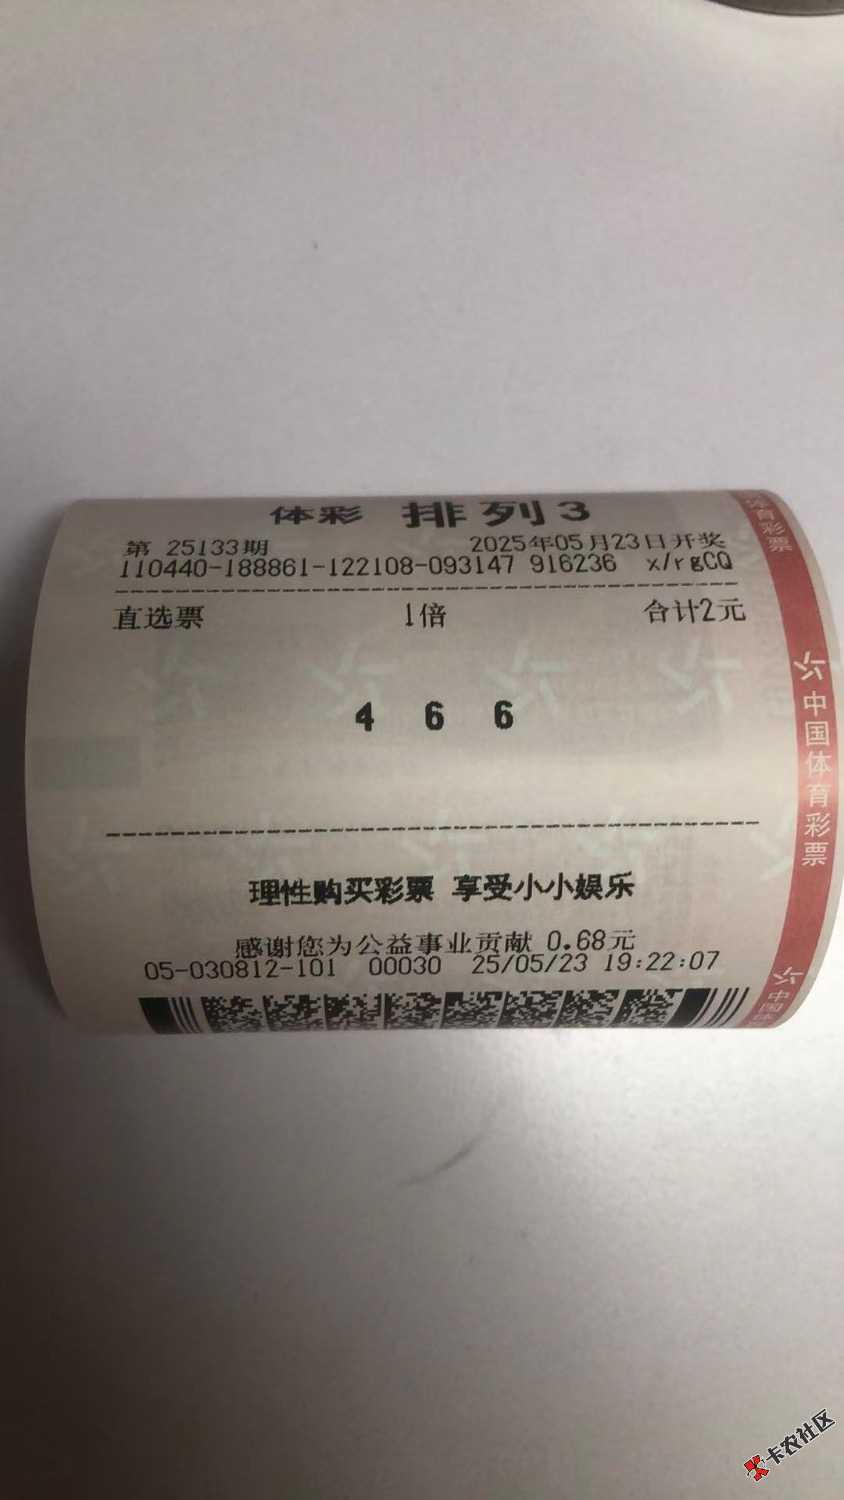 体彩 排列3
第 25133期 2025年05月23日开奖
110440-188861-122108-093147 916236 x/rgCQ
直选票 1倍 合计2元
4 6 6
理性购买彩票 享受小小娱乐
感谢您为公益事业贡献 0.68元
05-030812-101 00030 25/05/23 19:22:07
体育彩票
中国体育彩票
中国体
卡农社区